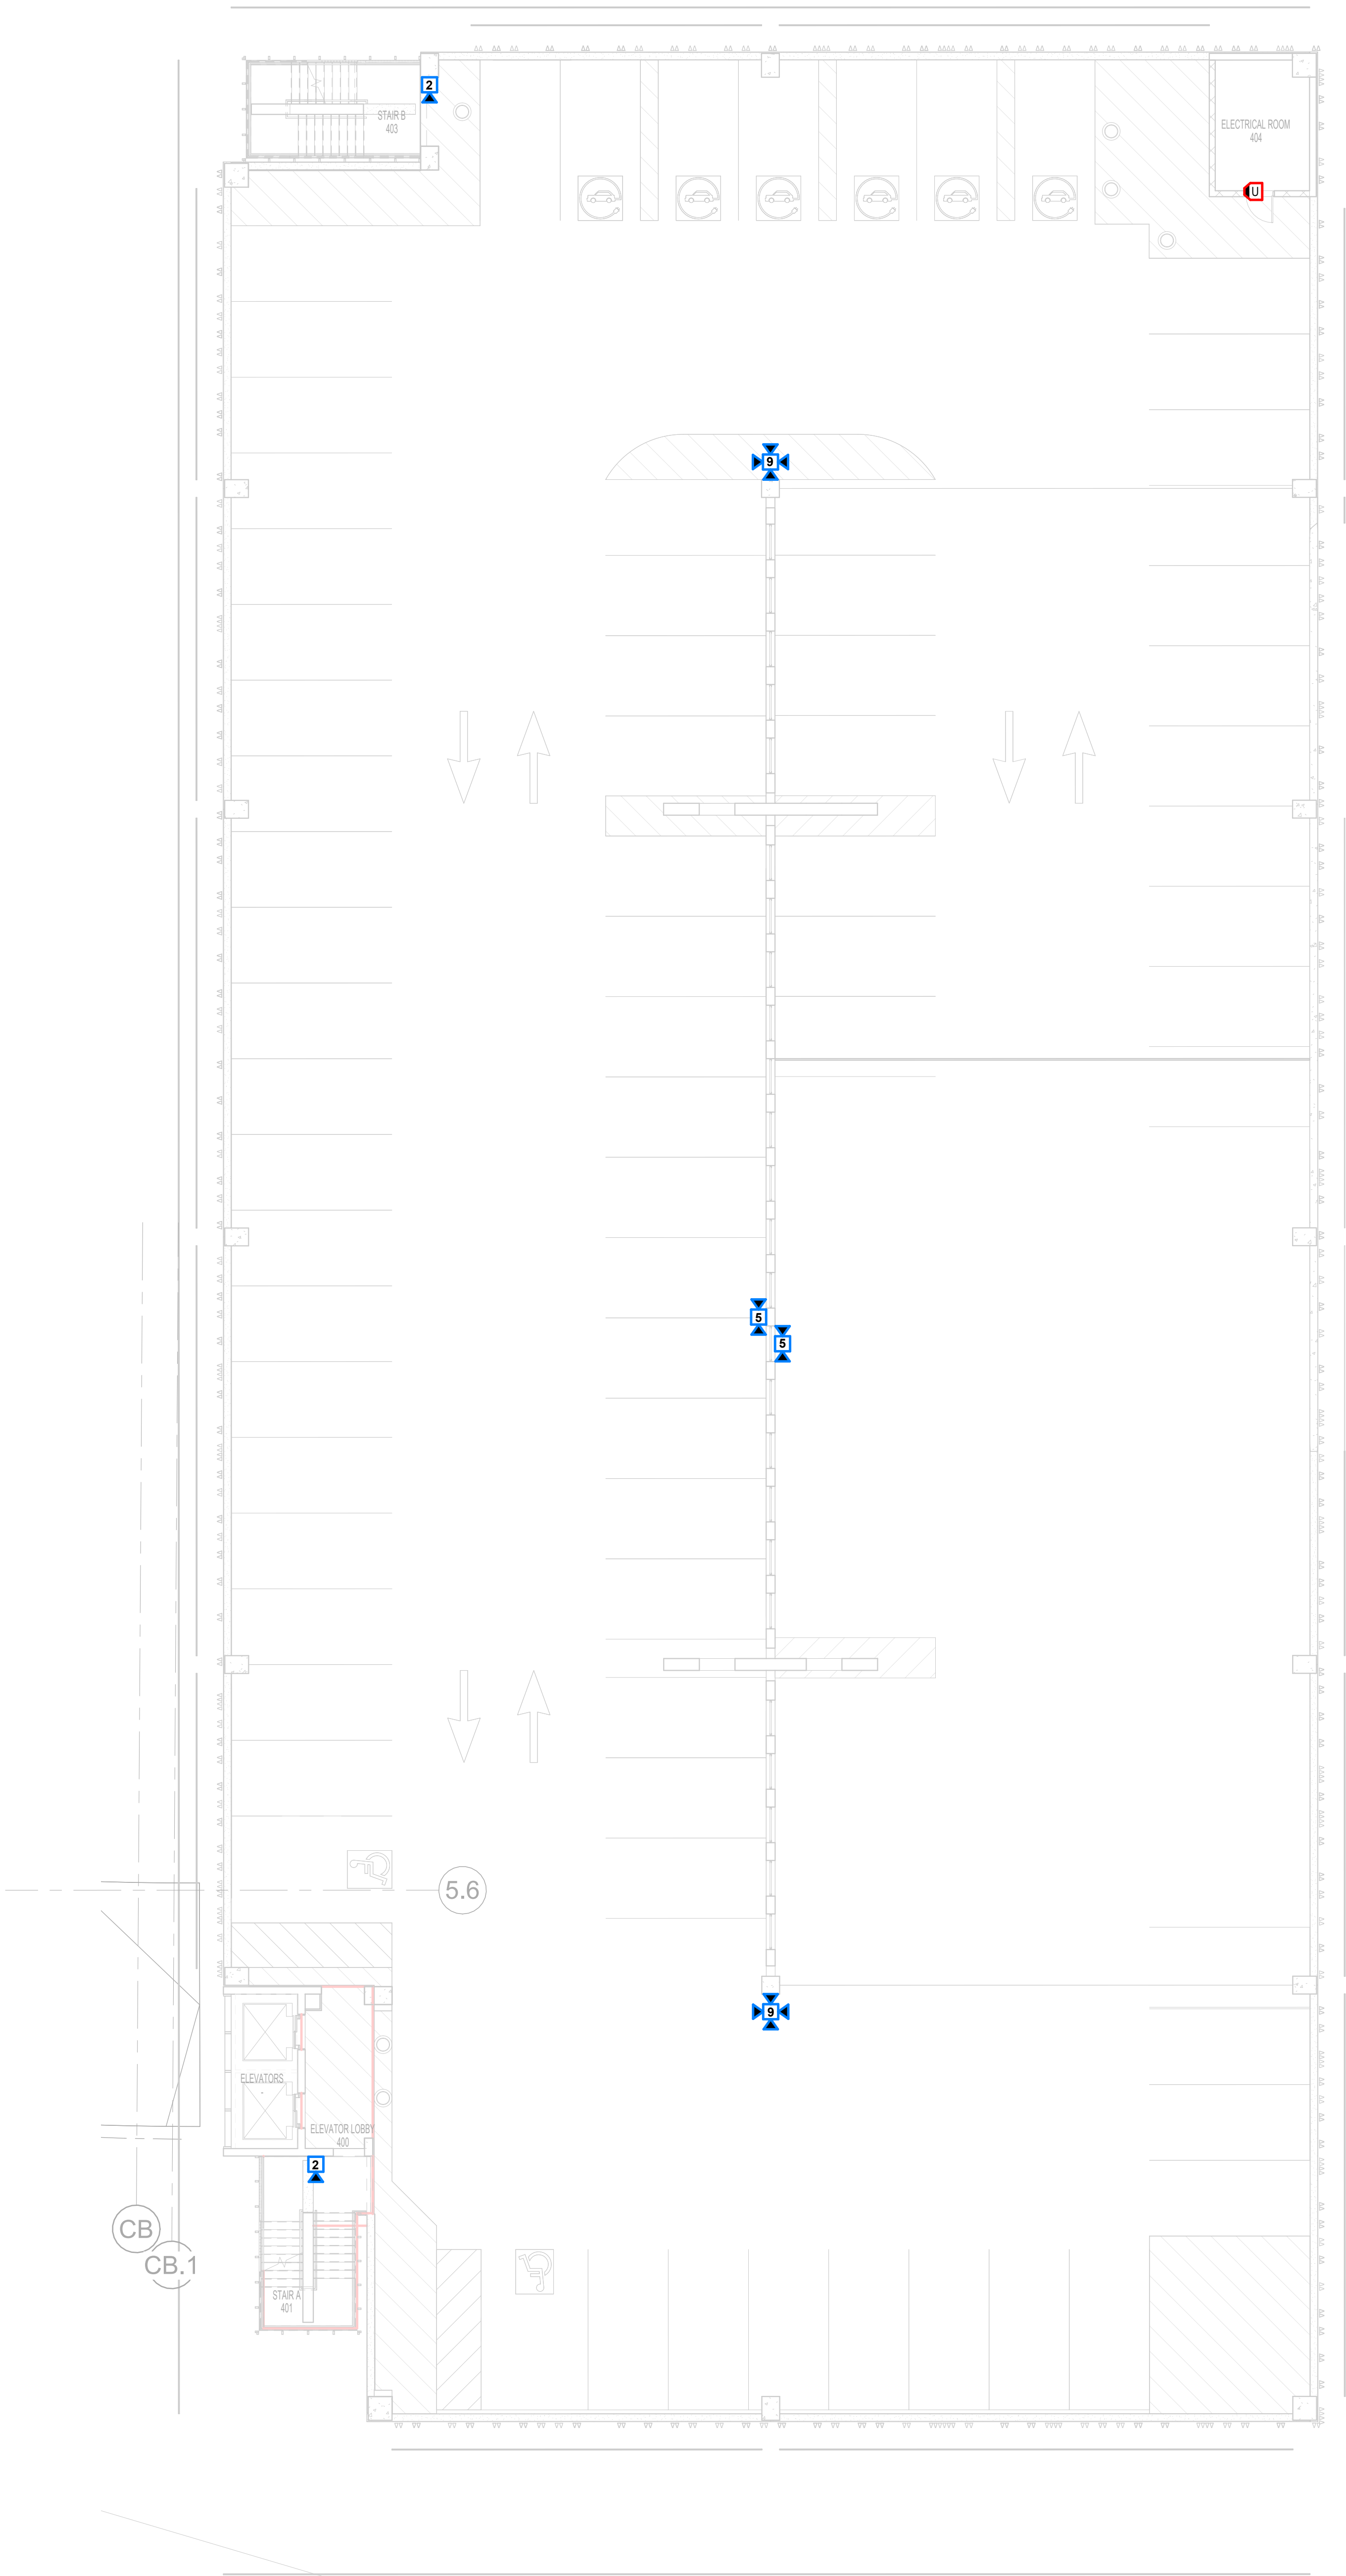 2
STAIR B
403
ELECTRICAL ROOM
404
U
9
5
5
5.6
9
ELEVATORS
ELEVATOR LOBBY
400
2
CB
CB.1
STAIR A
401